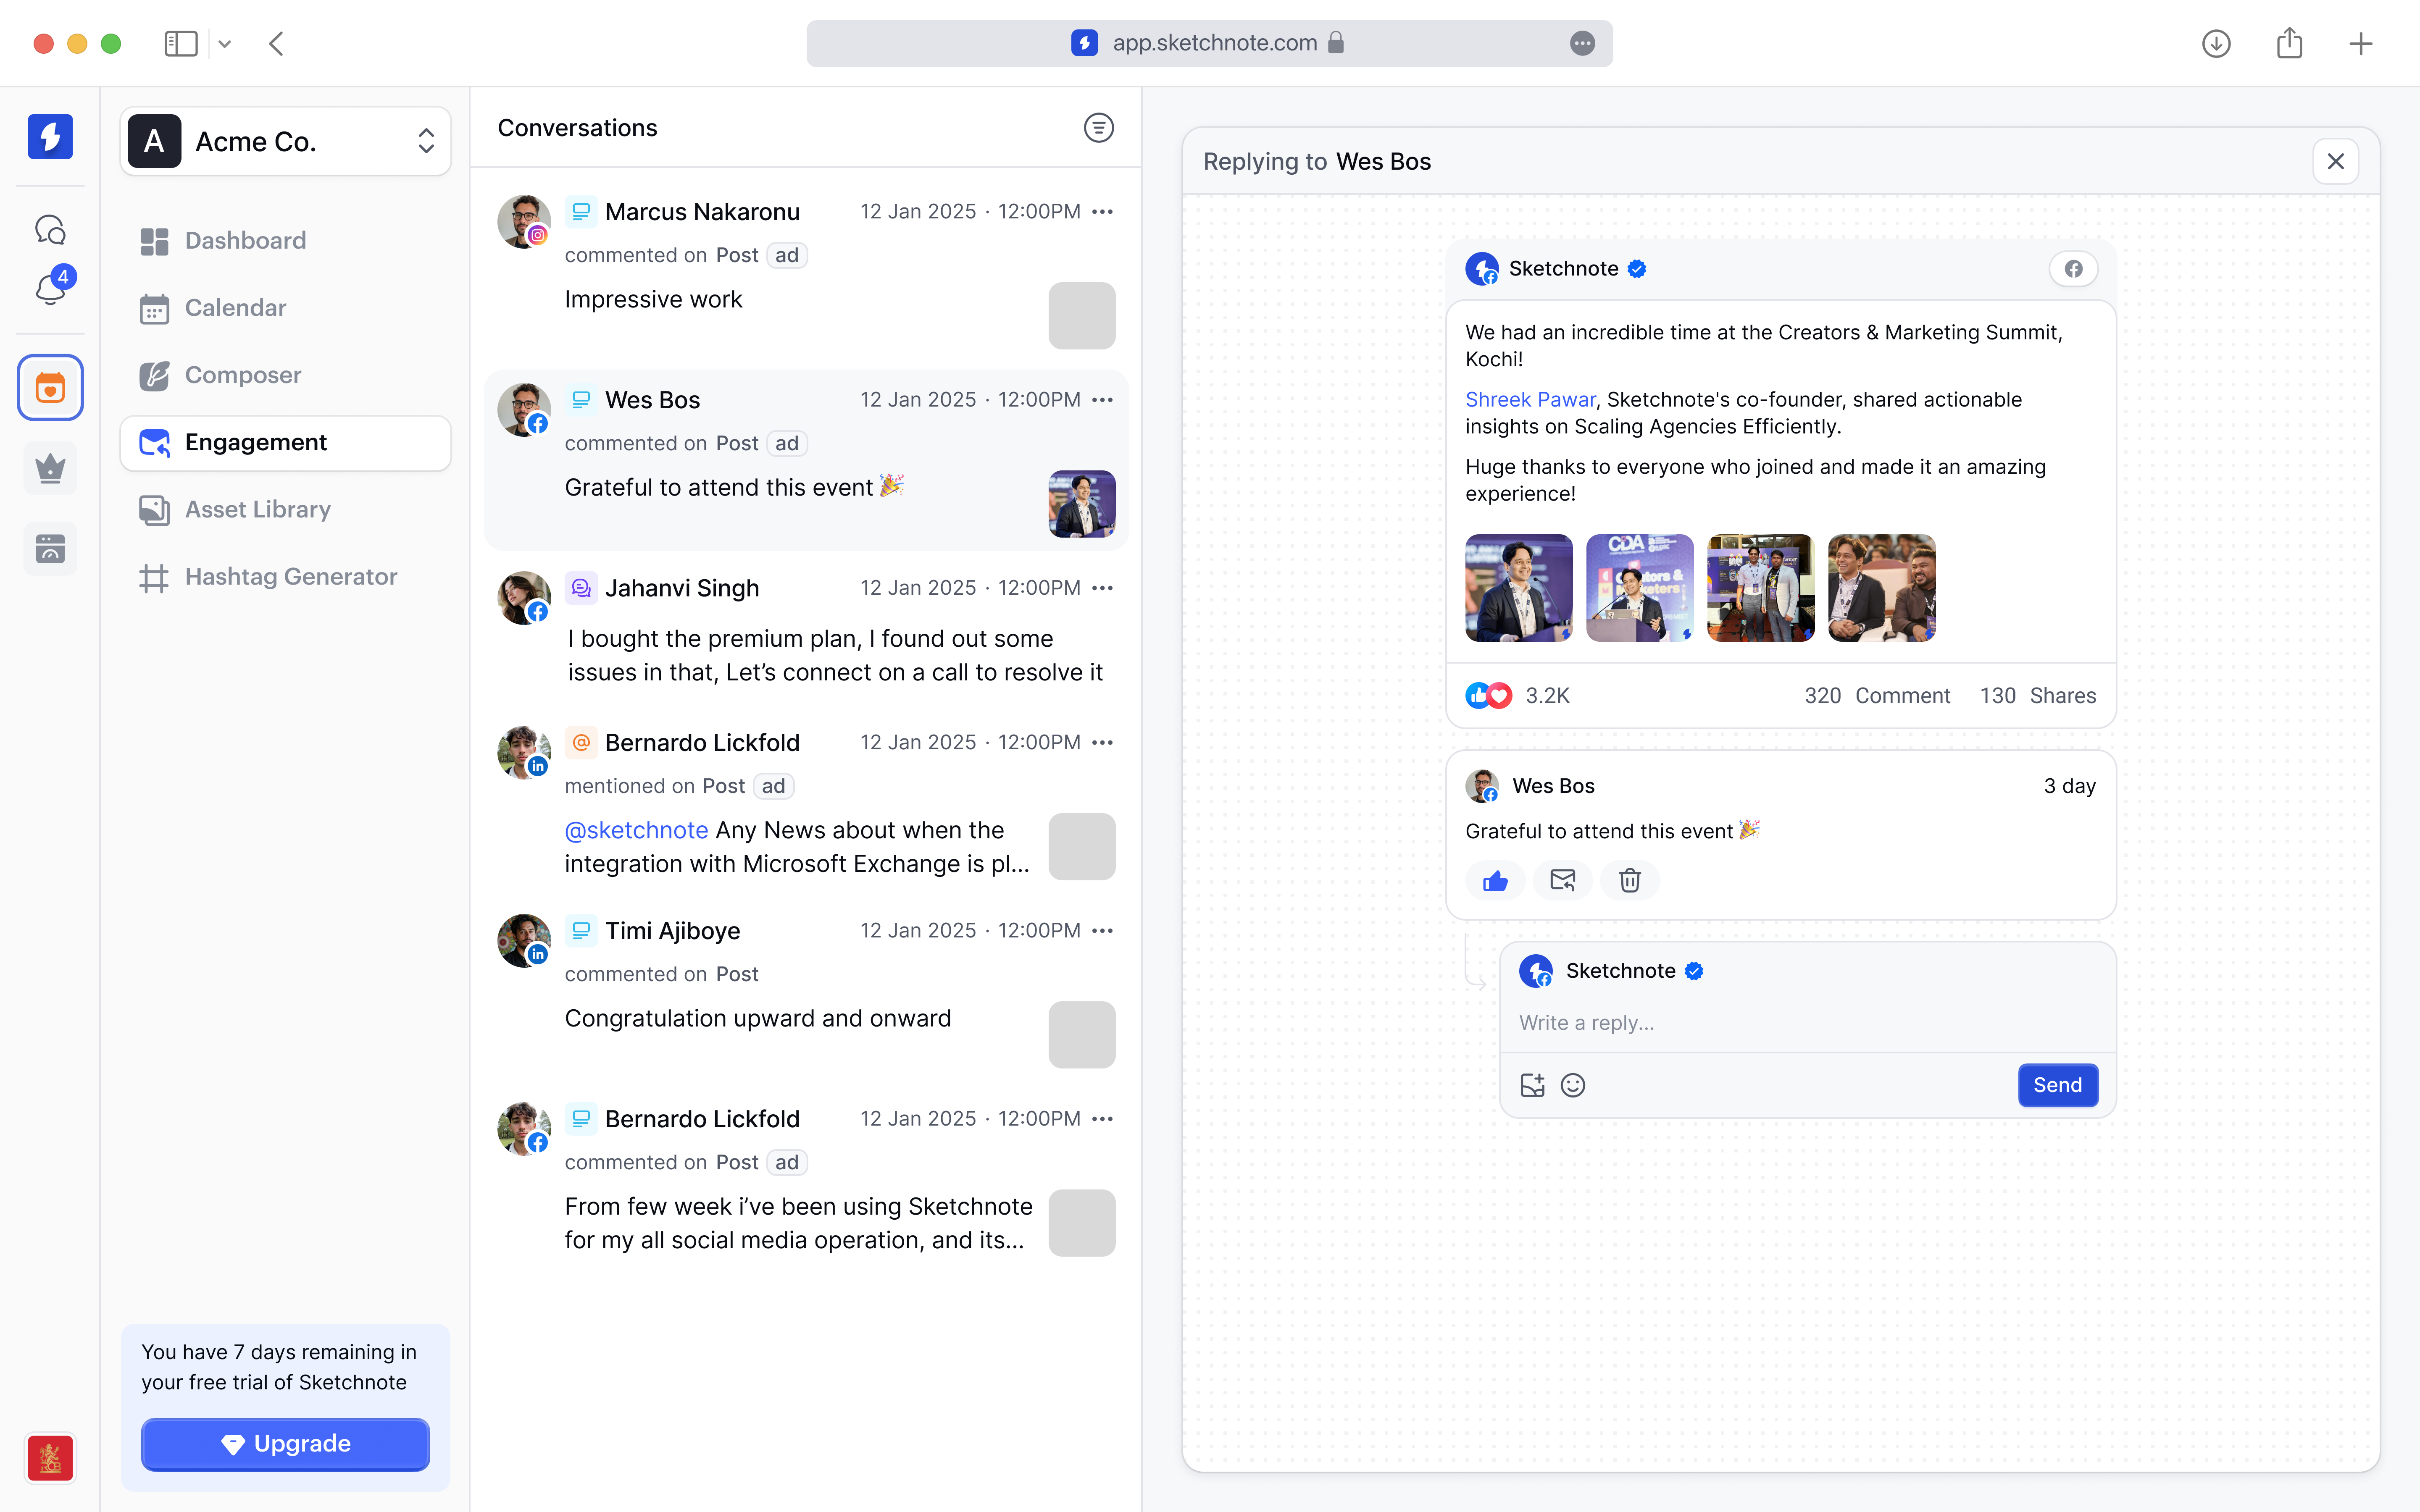 app.sketchnote.com
A Acme Co.
4
Dashboard
Calendar
Composer
Engagement
Asset Library
Hashtag Generator
You have 7 days remaining in
your free trial of Sketchnote
Upgrade
Conversations
Marcus Nakaronu 12 Jan 2025 · 12:00PM
commented on Post ad
Impressive work
Wes Bos 12 Jan 2025 · 12:00PM
commented on Post ad
Grateful to attend this event 🎉
Jahanvi Singh 12 Jan 2025 · 12:00PM
I bought the premium plan, I found out some
issues in that, Let’s connect on a call to resolve it
Bernardo Lickfold 12 Jan 2025 · 12:00PM
mentioned on Post ad
@sketchnote Any News about when the
integration with Microsoft Exchange is pl...
Timi Ajiboye 12 Jan 2025 · 12:00PM
commented on Post
Congratulation upward and onward
Bernardo Lickfold 12 Jan 2025 · 12:00PM
commented on Post ad
From few week i’ve been using Sketchnote
for my all social media operation, and its...
Replying to Wes Bos
Sketchnote
We had an incredible time at the Creators & Marketing Summit,
Kochi!
Shreek Pawar, Sketchnote's co-founder, shared actionable
insights on Scaling Agencies Efficiently.
Huge thanks to everyone who joined and made it an amazing
experience!
CDA
3.2K 320 Comment 130 Shares
Wes Bos 3 day
Grateful to attend this event 🎉
Sketchnote
Write a reply...
Send